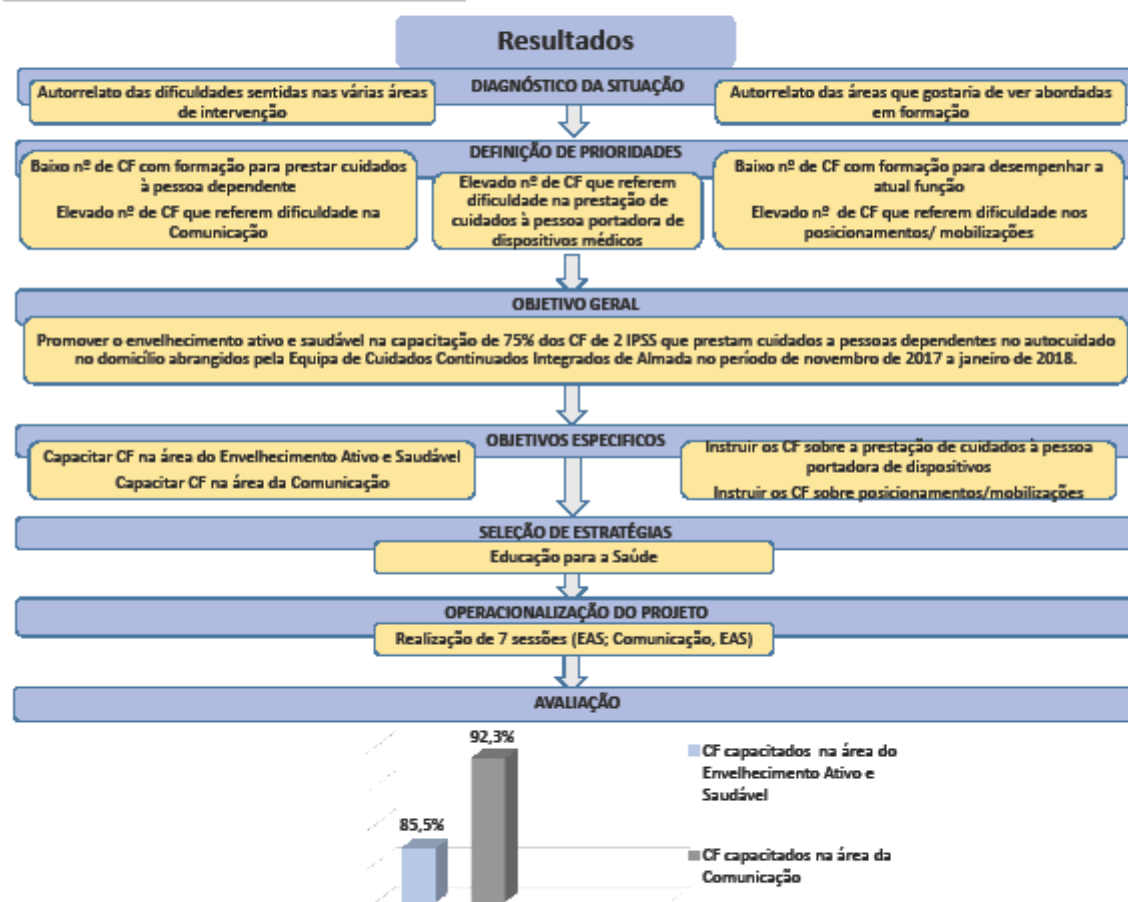 Resultados
DIAGNÓSTICO DA SITUAÇÃO
Autorrelato das dificuldades sentidas nas várias áreas
de intervenção
Autorrelato das áreas que gostaria de ver abordadas
em formação
DEFINIÇÃO DE PRIORIDADES
Baixo nº de CF com formação para prestar cuidados
à pessoa dependente
Elevado nº de CF que referem dificuldade na
Comunicação
Elevado nº de CF que referem
dificuldade na prestação de
cuidados à pessoa portadora de
dispositivos médicos
Baixo nº de CF com formação para desempenhar a
atual função
Elevado nº de CF que referem dificuldade nos
posicionamentos/ mobilizações
OBJETIVO GERAL
Promover o envelhecimento ativo e saudável na capacitação de 75% dos CF de 2 IPSS que prestam cuidados a pessoas dependentes no autocuidado
no domicílio abrangidos pela Equipa de Cuidados Continuados Integrados de Almada no período de novembro de 2017 a janeiro de 2018.
OBJETIVOS ESPECIFICOS
Capacitar CF na área do Envelhecimento Ativo e Saudável
Capacitar CF na área da Comunicação
Instruir os CF sobre a prestação de cuidados à pessoa
portadora de dispositivos
Instruir os CF sobre posicionamentos/mobilizações
SELEÇÃO DE ESTRATÉGIAS
Educação para a Saúde
OPERACIONALIZAÇÃO DO PROJETO
Realização de 7 sessões (EAS; Comunicação, EAS)
AVALIAÇÃO
92,3%
85,5%
CF capacitados na área do
Envelhecimento Ativo e
Saudável
CF capacitados na área da
Comunicação